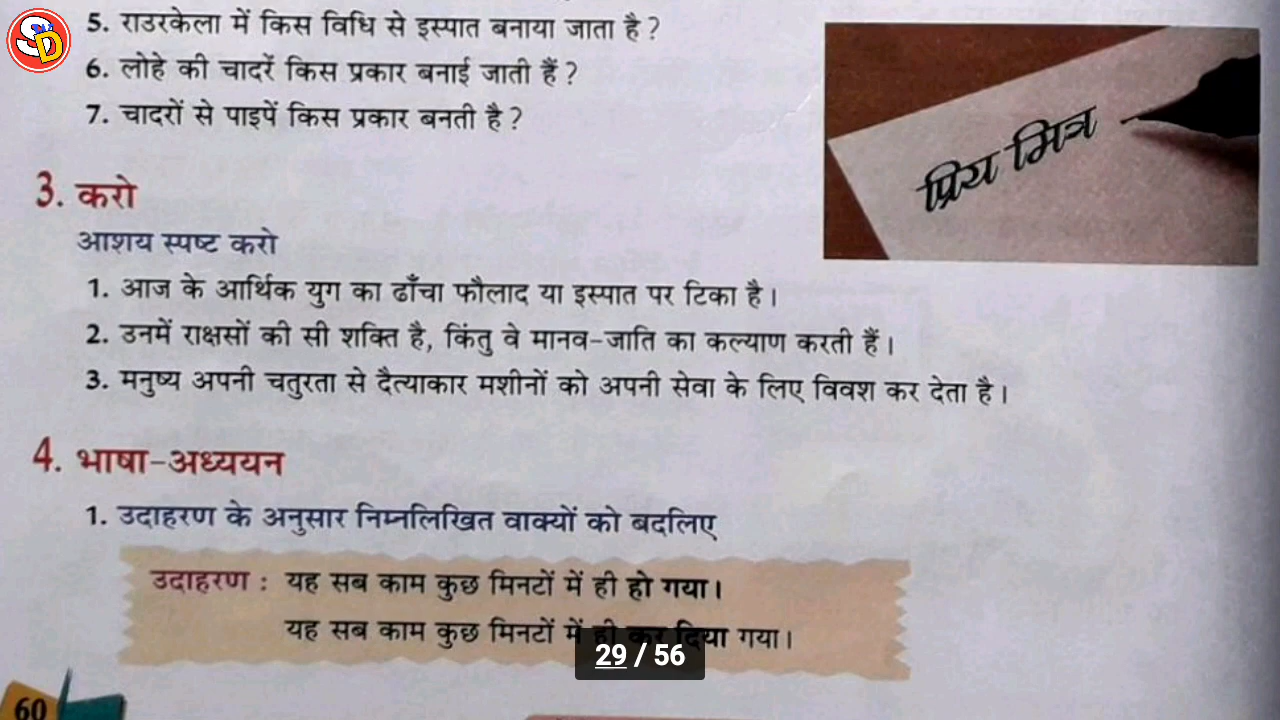 SD
5. राउरकेला में किस विधि से इस्पात बनाया जाता है ?
6. लोहे की चादरें किस प्रकार बनाई जाती हैं ?
7. चादरों से पाइपें किस प्रकार बनती है ?
प्रिय मित्र
3. करो
आशय स्पष्ट करो
1. आज के आर्थिक युग का ढाँचा फौलाद या इस्पात पर टिका है।
2. उनमें राक्षसों की सी शक्ति है, किंतु वे मानव-जाति का कल्याण करती हैं।
3. मनुष्य अपनी चतुरता से दैत्याकार मशीनों को अपनी सेवा के लिए विवश कर देता है।
4. भाषा-अध्ययन
1. उदाहरण के अनुसार निम्नलिखित वाक्यों को बदलिए
उदाहरण : यह सब काम कुछ मिनटों में ही हो गया।
यह सब काम कुछ मिनटों में ही कर दिया गया।
29 / 56
60